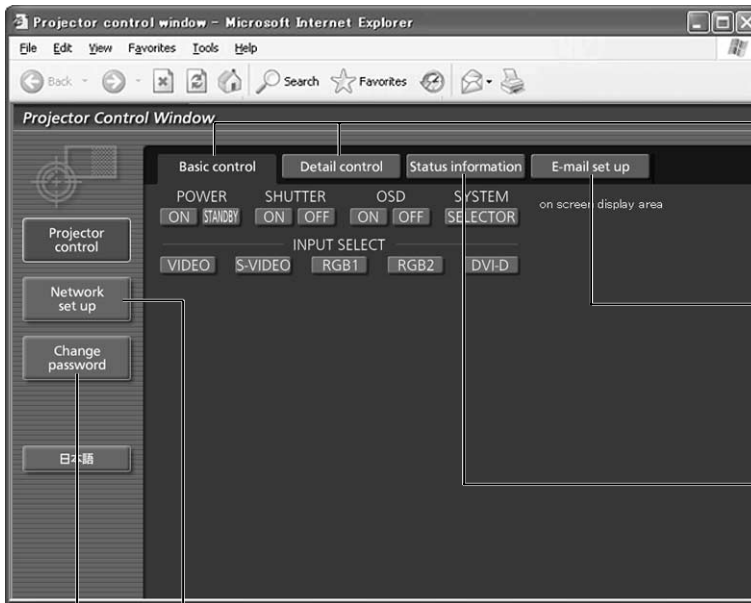 Projector control window - Microsoft Internet Explorer
File Edit View Favorites Tools Help
Back Search Favorites
Projector Control Window
Basic control Detail control Status information E-mail set up
POWER SHUTTER OSD SYSTEM
ON STANDBY ON OFF ON OFF SELECTOR
on screen display area
INPUT SELECT
VIDEO S-VIDEO RGB1 RGB2 DVI-D
Projector
control
Network
set up
Change
password
日本語